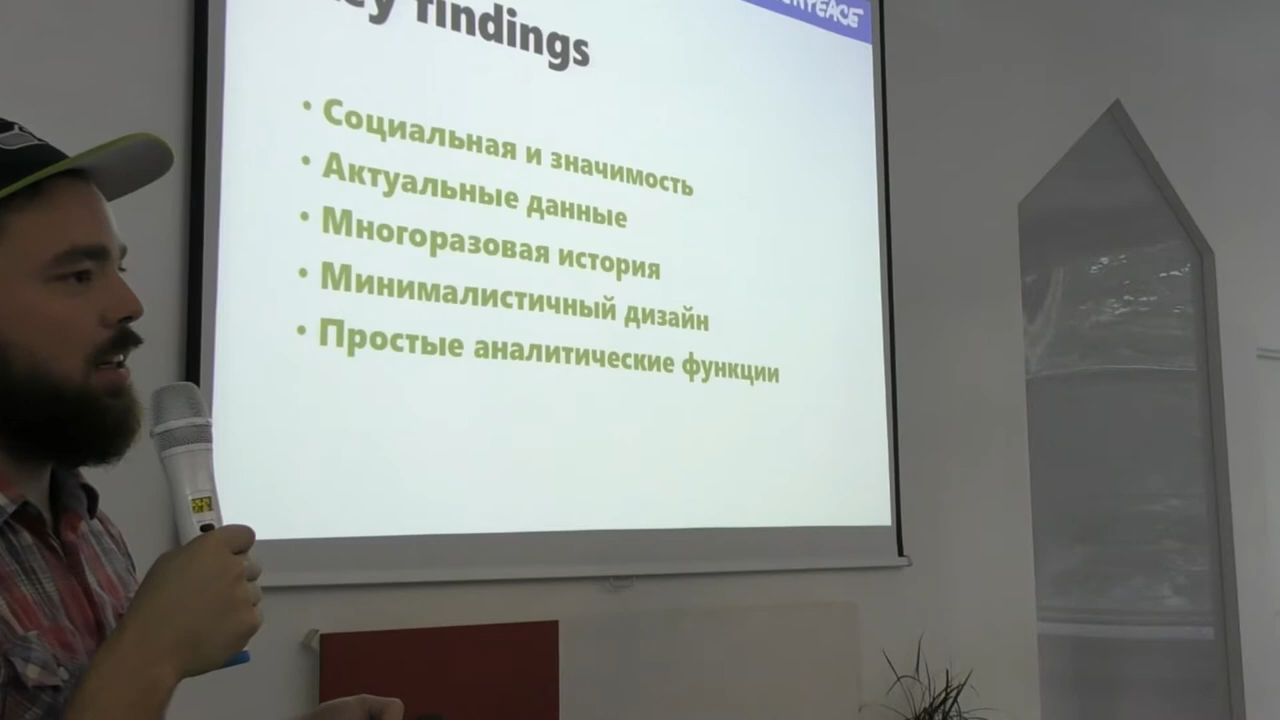 findings
• Социальная и значимость
• Актуальные данные
• Многоразовая история
• Минималистичный дизайн
• Простые аналитические функции